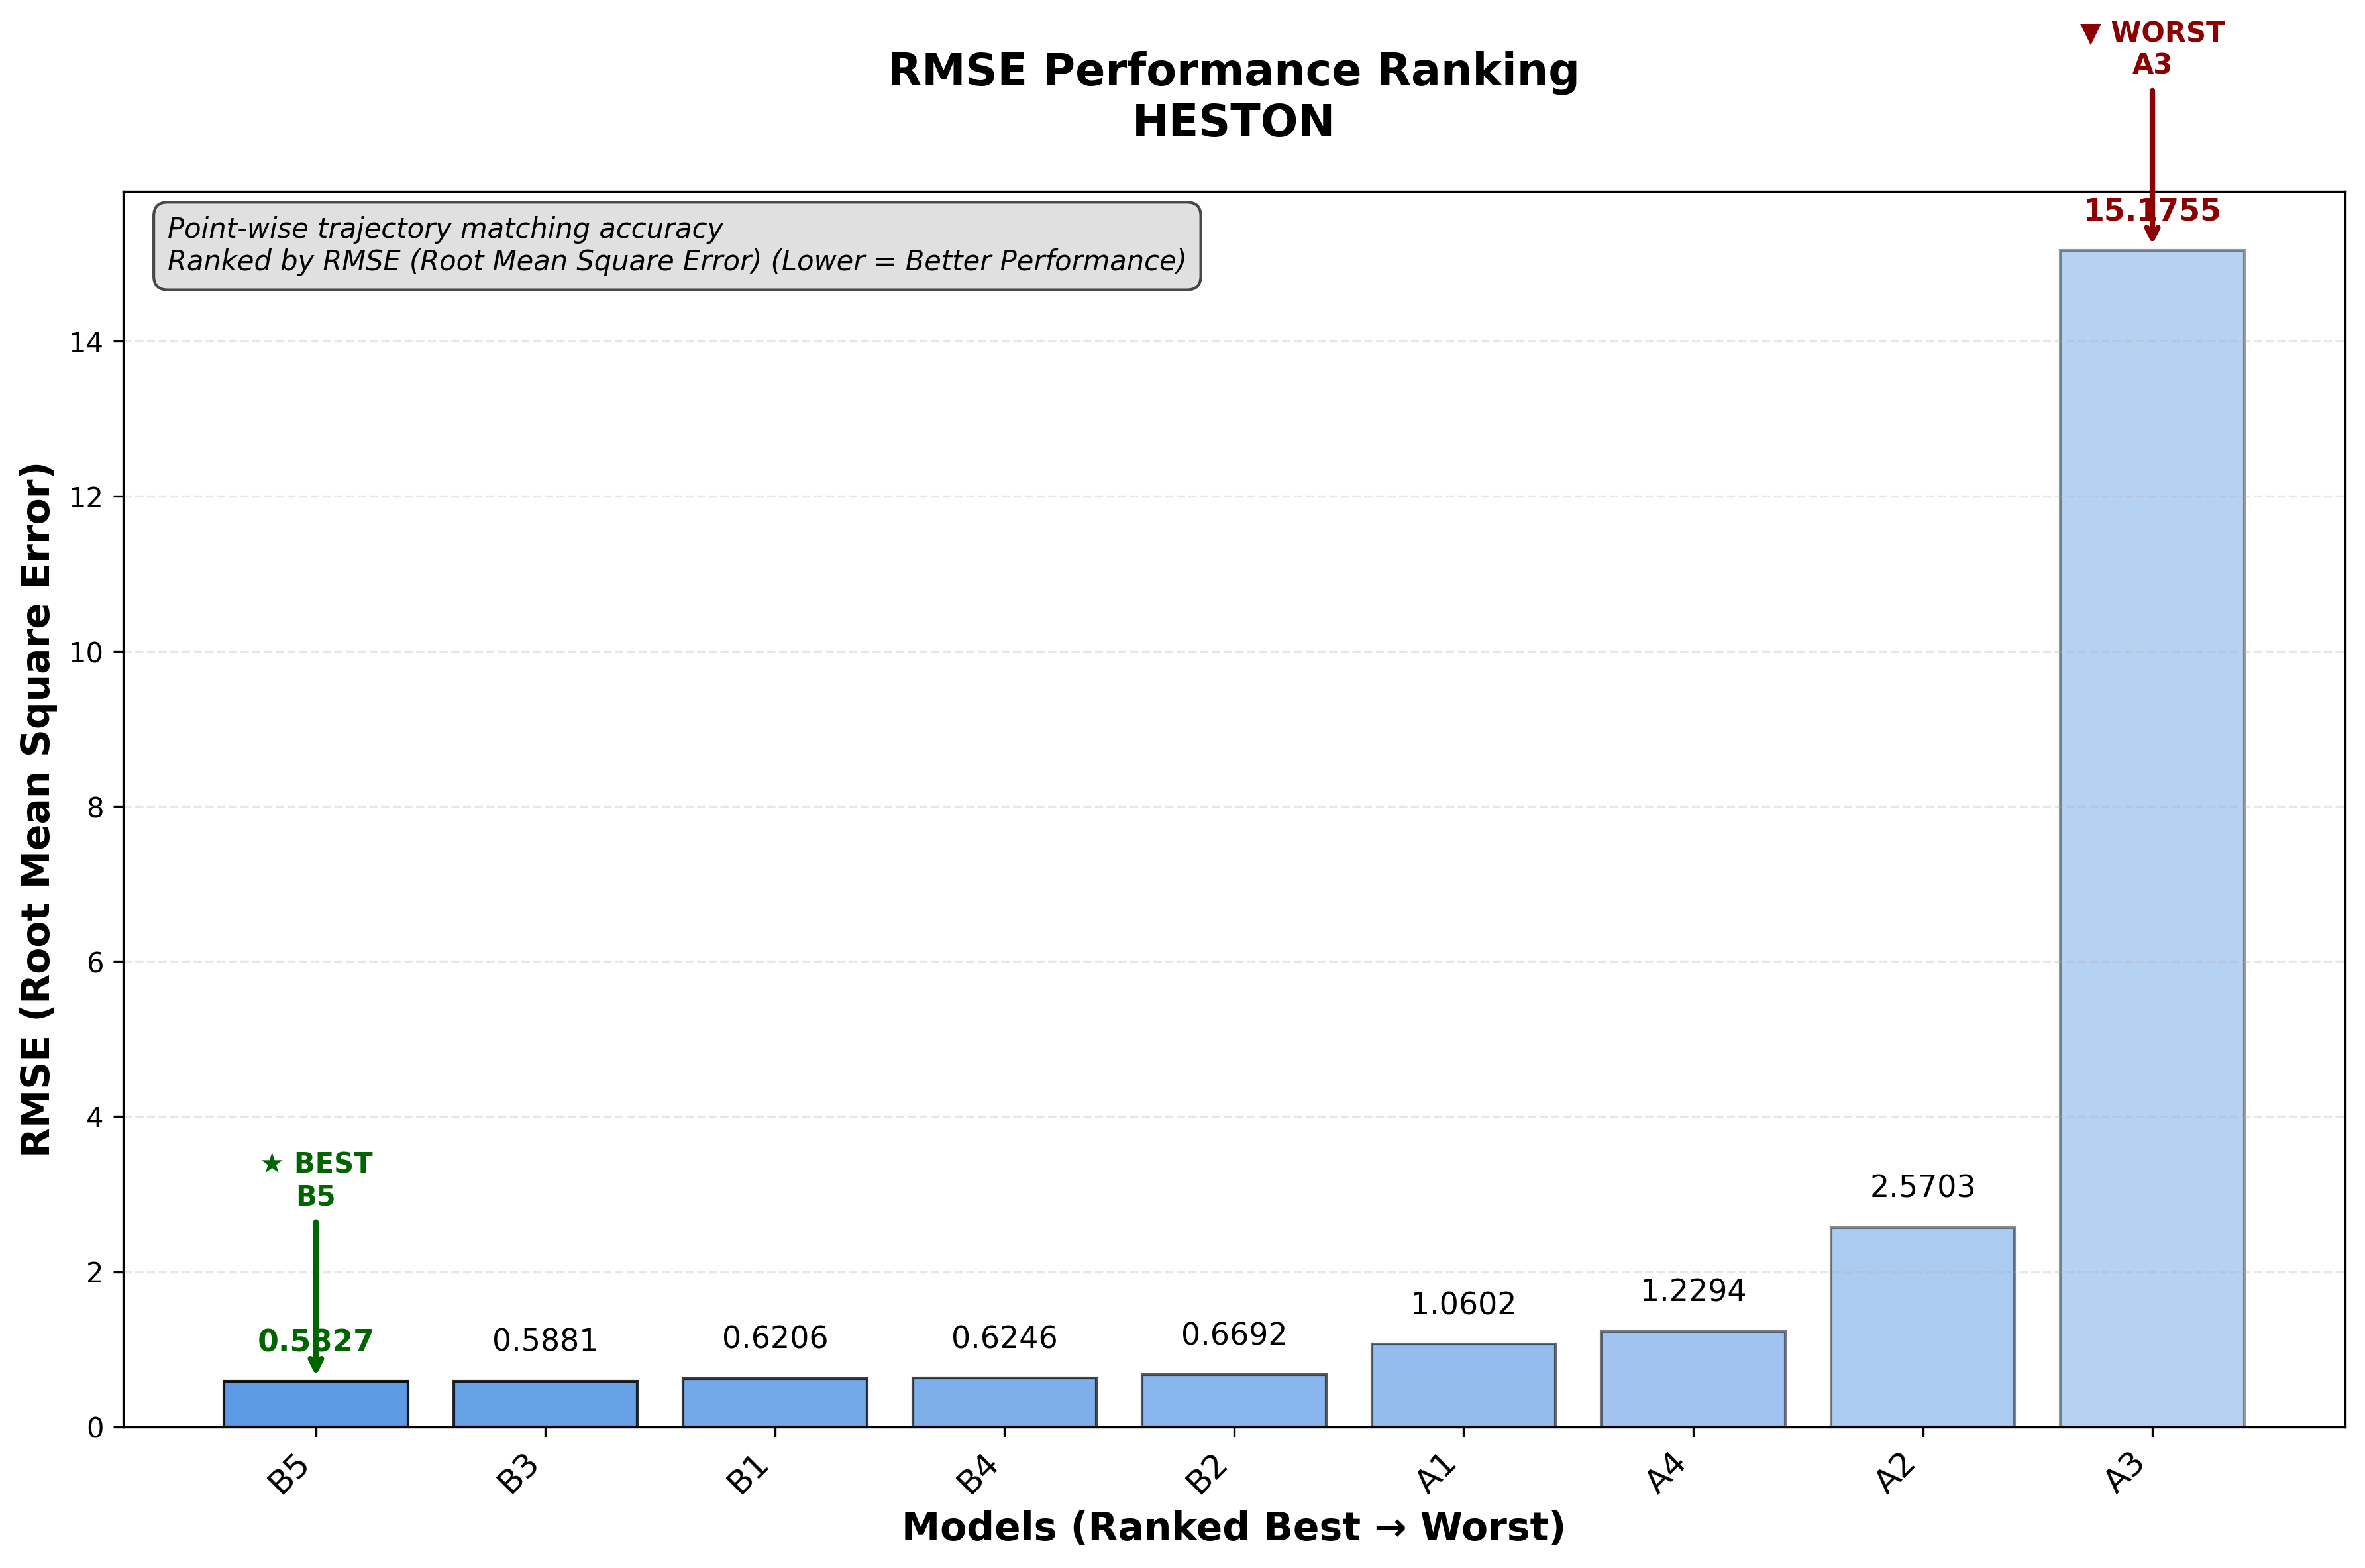 ▼ WORST
A3
RMSE Performance Ranking
HESTON
Point-wise trajectory matching accuracy
Ranked by RMSE (Root Mean Square Error) (Lower = Better Performance)
15.1755
RMSE (Root Mean Square Error)
14
12
10
8
6
4
2
0
★ BEST
B5
0.5827
0.5881
0.6206
0.6246
0.6692
1.0602
1.2294
2.5703
B5
B3
B1
B4
B2
A1
A4
A2
A3
Models (Ranked Best → Worst)